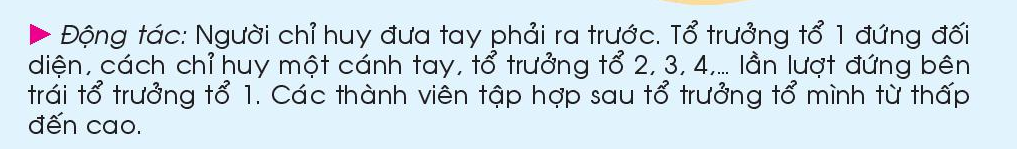 ► Động tác: Người chỉ huy đưa tay phải ra trước. Tổ trưởng tổ 1 đứng đối
diện, cách chỉ huy một cánh tay, tổ trưởng tổ 2, 3, 4,... lần lượt đứng bên
trái tổ trưởng tổ 1. Các thành viên tập hợp sau tổ trưởng tổ mình từ thấp
đến cao.